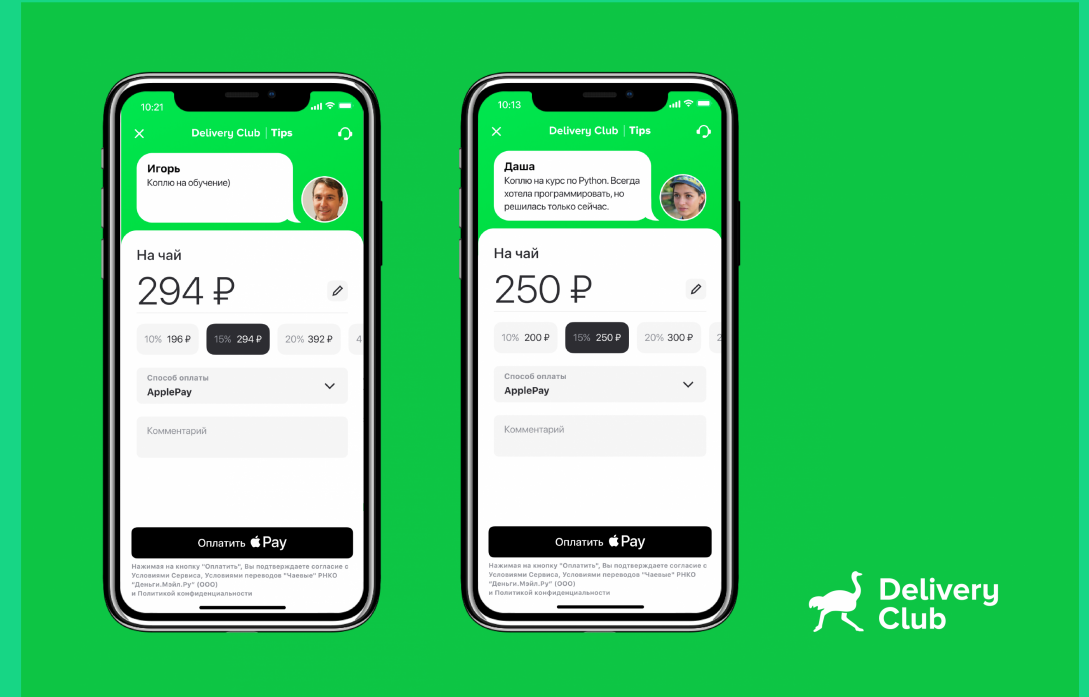 10:21
Delivery Club | Tips
Игорь
Коплю на обучение)
На чай
294 ₽
10% 196 ₽
15% 294 ₽
20% 392 ₽
4
Способ оплаты
ApplePay
Комментарий
Оплатить Pay
Нажимая на кнопку "Оплатить", Вы подтверждаете согласие с
Условиями Сервиса, Условиями переводов "Чаевые" РНКО
"Деньги.Мэйл.Ру" (ООО)
и Политикой конфиденциальности
10:13
Delivery Club | Tips
Даша
Коплю на курс по Python. Всегда
хотела программировать, но
решилась только сейчас.
На чай
250 ₽
10% 200 ₽
15% 250 ₽
20% 300 ₽
2
Способ оплаты
ApplePay
Комментарий
Оплатить Pay
Нажимая на кнопку "Оплатить", Вы подтверждаете согласие с
Условиями Сервиса, Условиями переводов "Чаевые" РНКО
"Деньги.Мэйл.Ру" (ООО)
и Политикой конфиденциальности
Delivery
Club